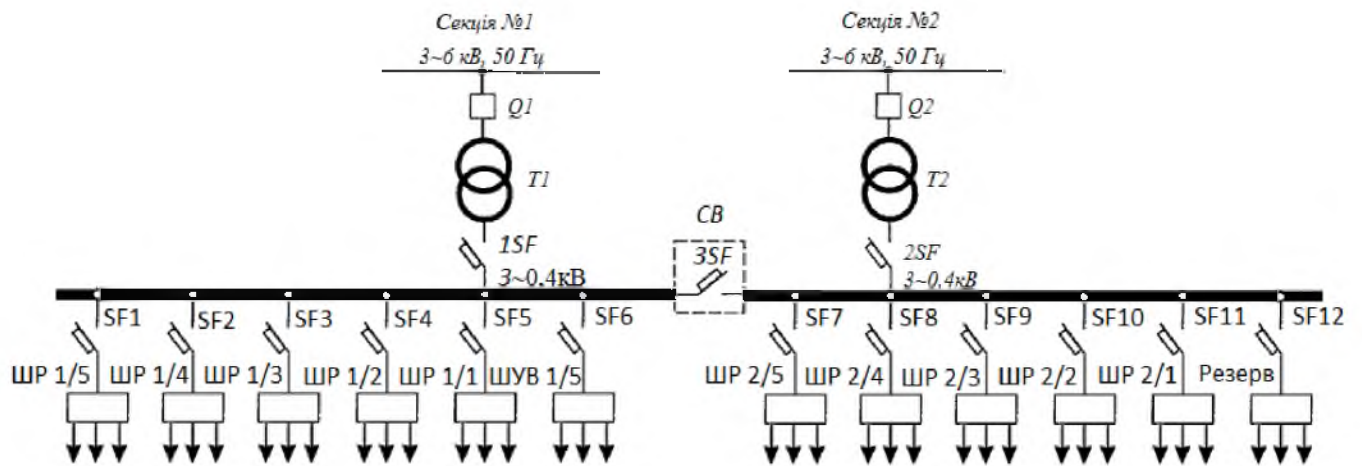 Секція №1
3~6 кВ, 50 Гц
Q1
T1
1SF
3~0.4кВ
Секція №2
3~6 кВ, 50 Гц
Q2
T2
2SF
3~0.4кВ
СВ
3SF
SF1 SF2 SF3 SF4 SF5 SF6 SF7 SF8 SF9 SF10 SF11 SF12
ШР 1/5 ШР 1/4 ШР 1/3 ШР 1/2 ШР 1/1 ШУВ 1/5 ШР 2/5 ШР 2/4 ШР 2/3 ШР 2/2 ШР 2/1 Резерв